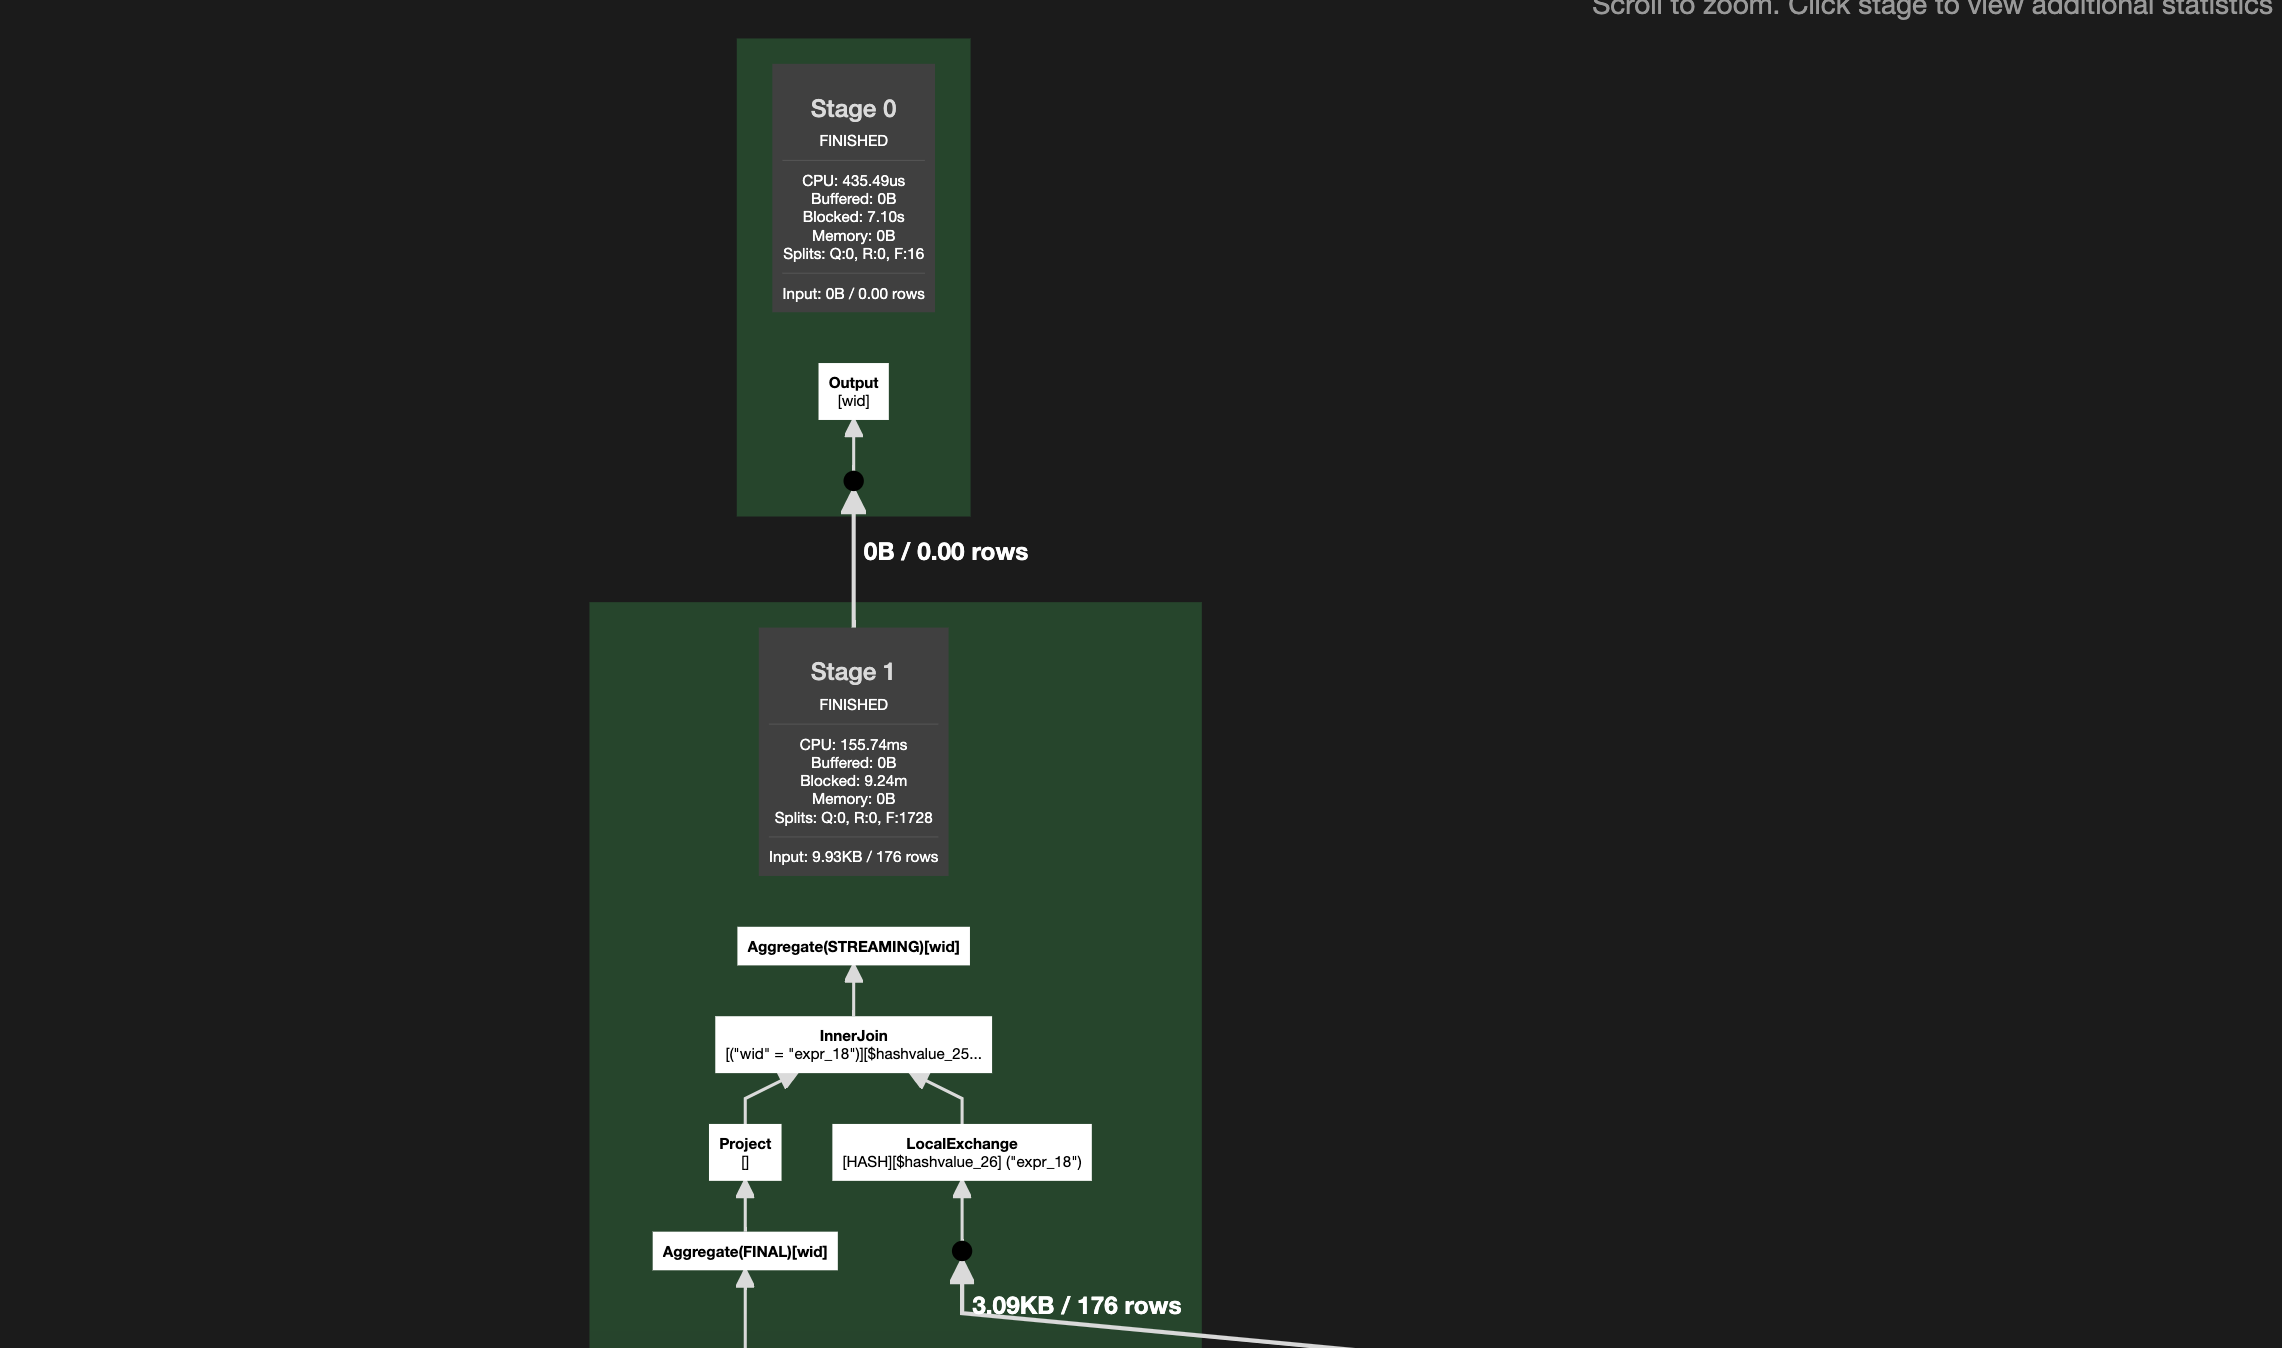 Scroll to zoom. Click stage to view additional statistics
Stage 0
FINISHED
CPU: 435.49us
Buffered: 0B
Blocked: 7.10s
Memory: 0B
Splits: Q:0, R:0, F:16
Input: 0B / 0.00 rows
Output
[wid]
0B / 0.00 rows
Stage 1
FINISHED
CPU: 155.74ms
Buffered: 0B
Blocked: 9.24m
Memory: 0B
Splits: Q:0, R:0, F:1728
Input: 9.93KB / 176 rows
Aggregate(STREAMING)[wid]
InnerJoin
[("wid" = "expr_18")][$hashvalue_25...
Project
[]
LocalExchange
[HASH][$hashvalue_26] ("expr_18")
Aggregate(FINAL)[wid]
3.09KB / 176 rows